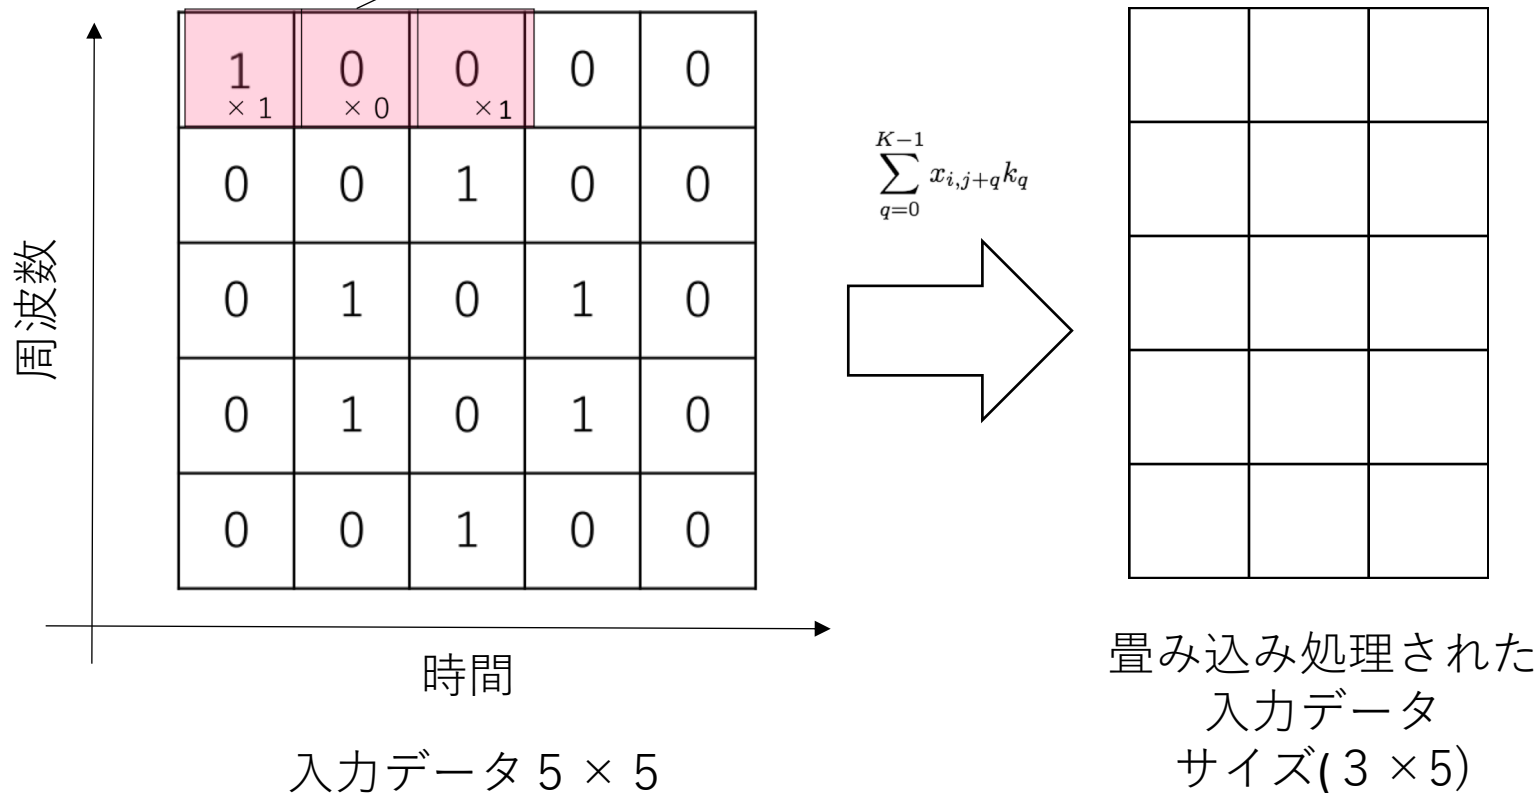 1 0 0 0 0
× 1 × 0 ×1
0 0 1 0 0
0 1 0 1 0
0 1 0 1 0
0 0 1 0 0
周波数
時間
入力データ 5 × 5
K−1
∑ x_{i,j+q}k_q
q=0
畳み込み処理された
入力データ
サイズ( 3 ×5)